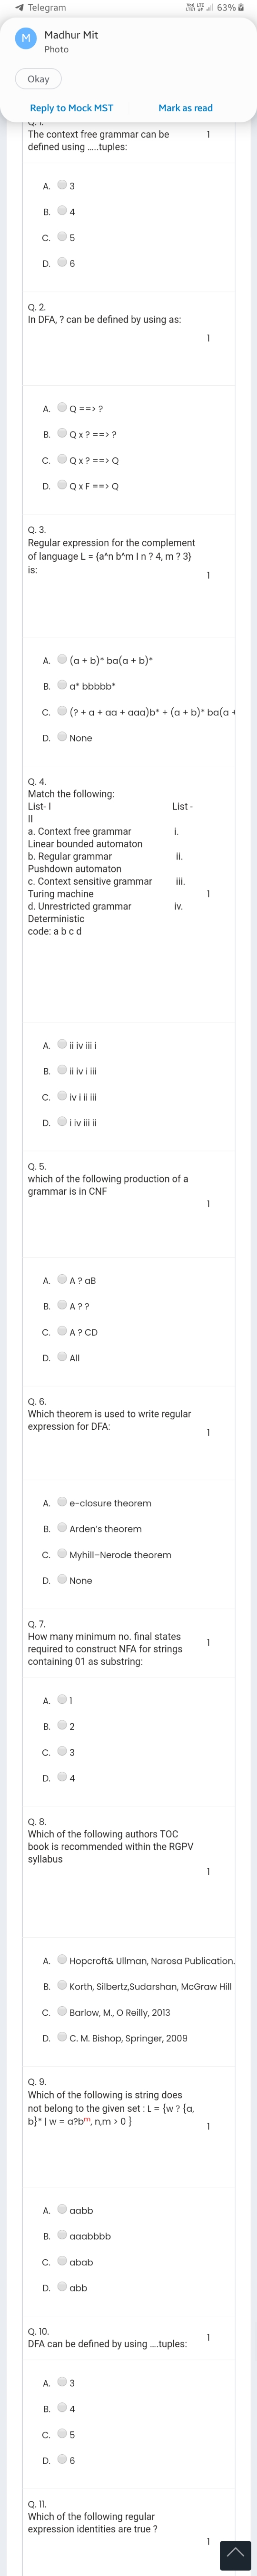 Telegram 63%
M Madhur Mit
Photo
Okay
Reply to Mock MST Mark as read
Q. 1.
The context free grammar can be 1
defined using .....tuples:
A. 3
B. 4
C. 5
D. 6
Q. 2.
In DFA, ? can be defined by using as:
1
A. Q ==> ?
B. Q x ? ==> ?
C. Q x ? ==> Q
D. Q x F ==> Q
Q. 3.
Regular expression for the complement
of language L = {a^n b^m I n ? 4, m ? 3}
is:
1
A. (a + b)* ba(a + b)*
B. a* bbbbb*
C. (? + a + aa + aaa)b* + (a + b)* ba(a +
D. None
Q. 4.
Match the following:
List- I List -
II
a. Context free grammar i.
Linear bounded automaton
b. Regular grammar ii.
Pushdown automaton
c. Context sensitive grammar iii.
Turing machine 1
d. Unrestricted grammar iv.
Deterministic
code: a b c d
A. ii iv iii i
B. ii iv i iii
C. iv i ii iii
D. i iv iii ii
Q. 5.
which of the following production of a
grammar is in CNF
1
A. A ? aB
B. A ? ?
C. A ? CD
D. All
Q. 6.
Which theorem is used to write regular
expression for DFA:
1
A. e-closure theorem
B. Arden's theorem
C. Myhill–Nerode theorem
D. None
Q. 7.
How many minimum no. final states
required to construct NFA for strings 1
containing 01 as substring:
A. 1
B. 2
C. 3
D. 4
Q. 8.
Which of the following authors TOC
book is recommended within the RGPV
syllabus
1
A. Hopcroft& Ullman, Narosa Publication.
B. Korth, Silbertz,Sudarshan, McGraw Hill
C. Barlow, M., O Reilly, 2013
D. C. M. Bishop, Springer, 2009
Q. 9.
Which of the following is string does
not belong to the given set : L = {w ? {a,
b}* | w = a?bᵐ, n,m > 0 }
1
A. aabb
B. aaabbbb
C. abab
D. abb
Q. 10.
DFA can be defined by using ....tuples: 1
A. 3
B. 4
C. 5
D. 6
Q. 11.
Which of the following regular
expression identities are true ?
1